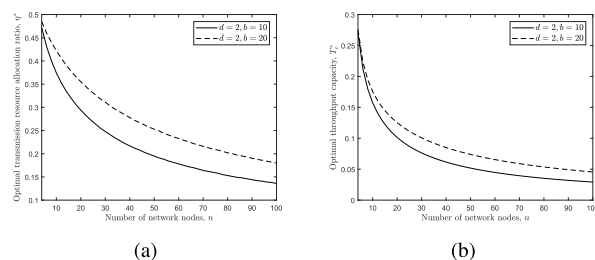 0.5
0.45
0.4
0.35
0.3
0.25
0.2
0.15
0.1
10 20 30 40 50 60 70 80 90 100
Number of network nodes, n
Optimal transmission resource allocation ratio, η*
d = 2, b = 10
d = 2, b = 20
(a)
0.3
0.25
0.2
0.15
0.1
0.05
0
10 20 30 40 50 60 70 80 90 100
Number of network nodes, n
d = 2, b = 10
d = 2, b = 20
Optimal throughput capacity,
(b)